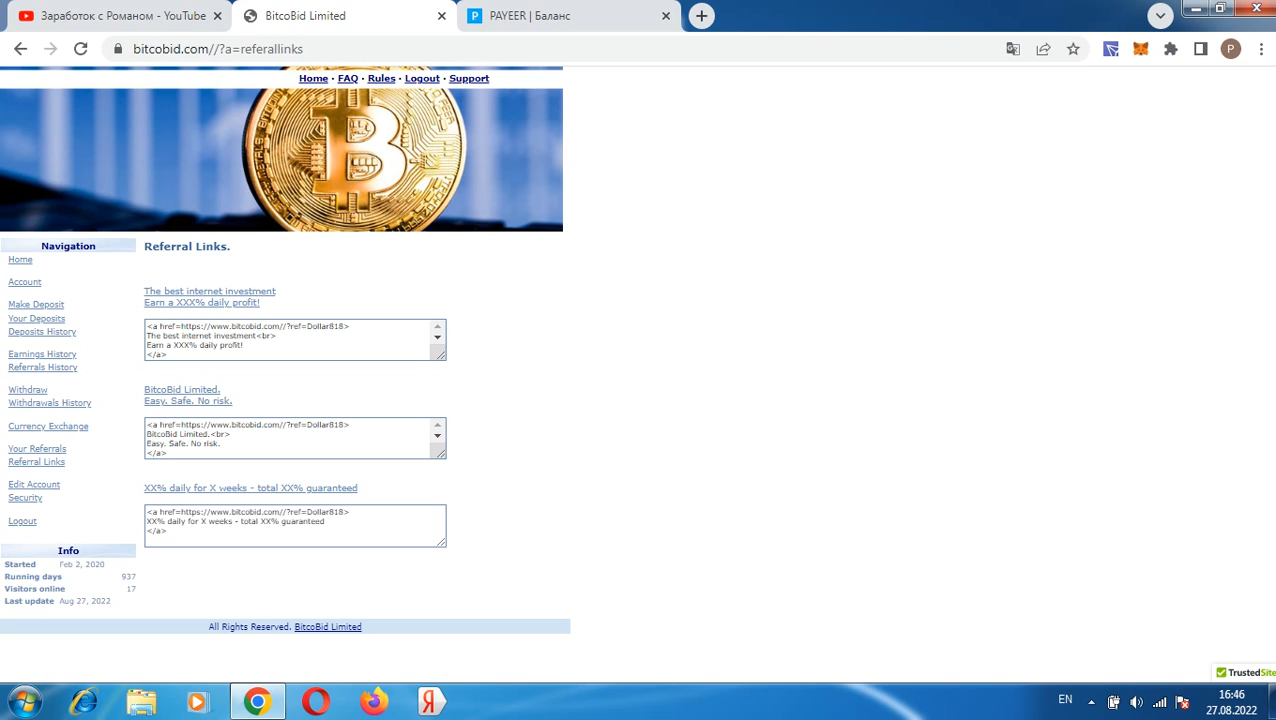 Заработок с Романом - YouTube
BitcoBid Limited
PAYEER | Баланс
bitcobid.com//?a=referallinks
P
Home · FAQ · Rules · Logout · Support
Navigation
Home
Account
Make Deposit
Your Deposits
Deposits History
Earnings History
Referrals History
Withdraw
Withdrawals History
Currency Exchange
Your Referrals
Referral Links
Edit Account
Security
Logout
Info
Started Feb 2, 2020
Running days 937
Visitors online 17
Last update Aug 27, 2022
Referral Links.
The best internet investment
Earn a XXX% daily profit!
<a href=https://www.bitcobid.com//?ref=Dollar818>
The best internet investment<br>
Earn a XXX% daily profit!
</a>
BitcoBid Limited.
Easy. Safe. No risk.
<a href=https://www.bitcobid.com//?ref=Dollar818>
BitcoBid Limited.<br>
Easy. Safe. No risk.
</a>
XX% daily for X weeks - total XX% guaranteed
<a href=https://www.bitcobid.com//?ref=Dollar818>
XX% daily for X weeks - total XX% guaranteed
</a>
All Rights Reserved. BitcoBid Limited
TrustedSite
EN
16:46
27.08.2022